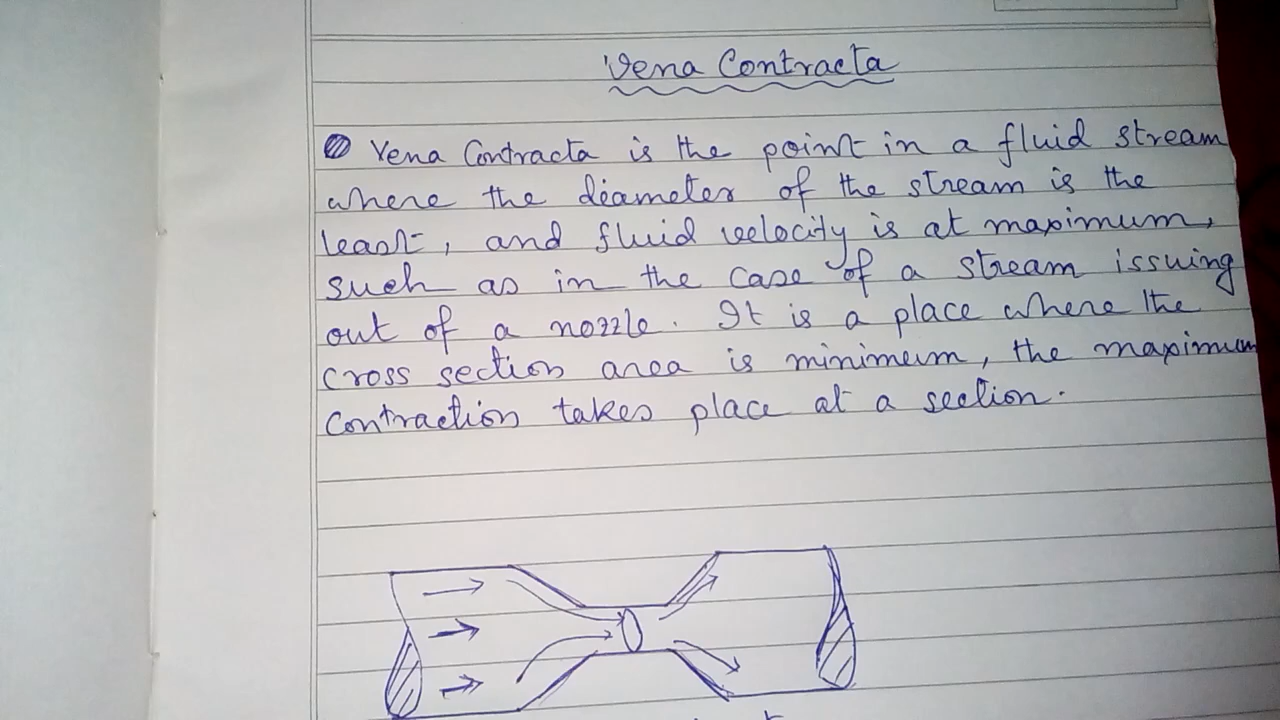 Vena Contracta
Vena Contracta is the point in a fluid stream
where the diameter of the stream is the
least, and fluid velocity is at maximum,
such as in the case of a stream issuing
out of a nozzle. It is a place where the
cross section area is minimum, the maximum
contraction takes place at a section.